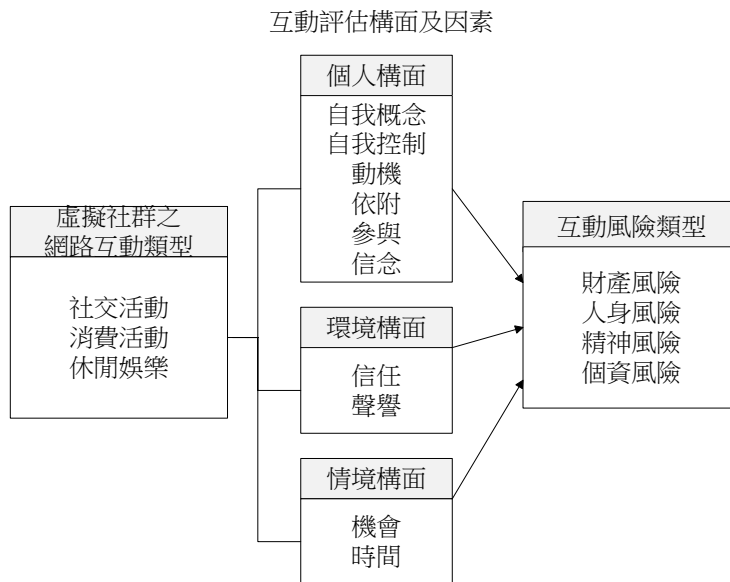 互動評估構面及因素
個人構面
自我概念
自我控制
動機
依附
參與
信念
虛擬社群之
網路互動類型
社交活動
消費活動
休閒娛樂
環境構面
信任
聲譽
情境構面
機會
時間
互動風險類型
財產風險
人身風險
精神風險
個資風險